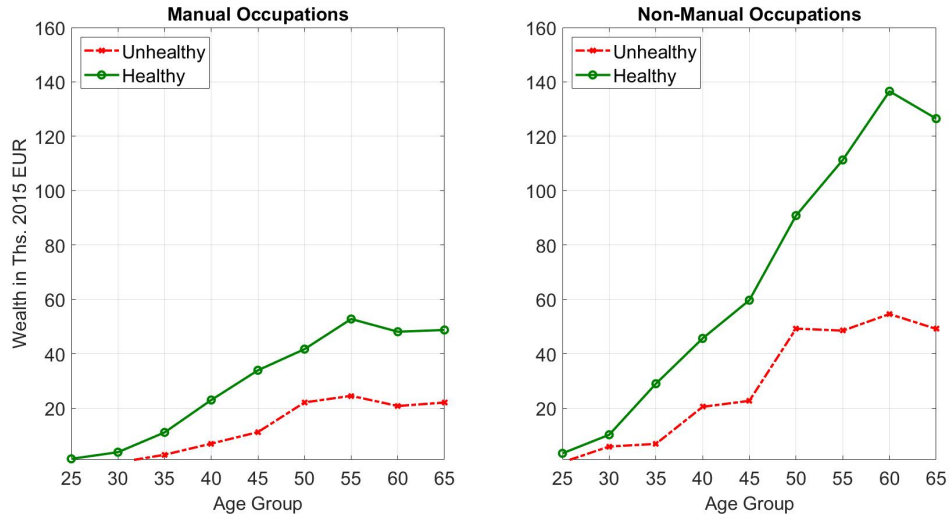 Manual Occupations
160
140
120
100
80
60
40
20
25 30 35 40 45 50 55 60 65
Wealth in Ths. 2015 EUR
Age Group
Unhealthy
Healthy
Non-Manual Occupations
160
140
120
100
80
60
40
20
25 30 35 40 45 50 55 60 65
Age Group
Unhealthy
Healthy